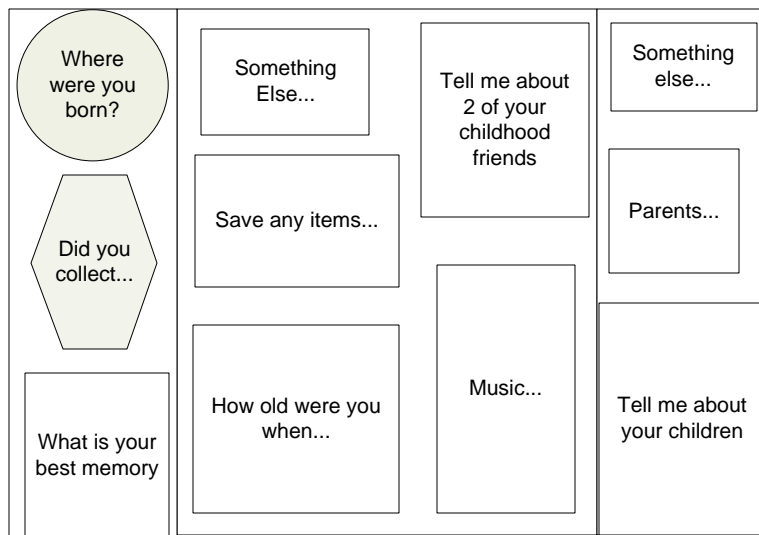 Where
were you
born?
Did you
collect...
What is your
best memory
Something
Else...
Save any items...
How old were you
when...
Tell me about
2 of your
childhood
friends
Music...
Something
else...
Parents...
Tell me about
your children